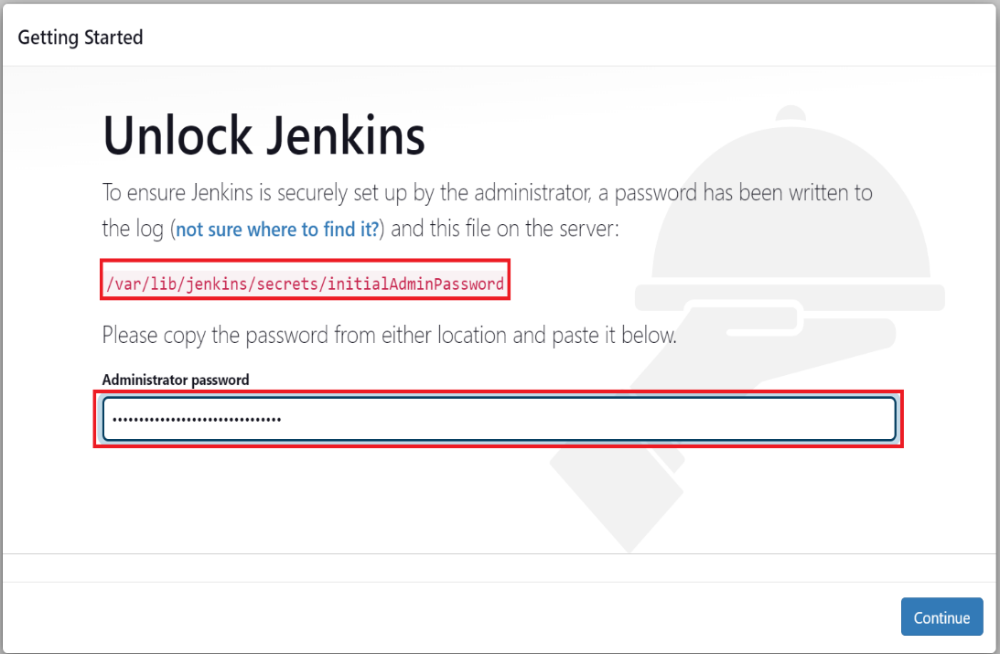 Getting Started
Unlock Jenkins
To ensure Jenkins is securely set up by the administrator, a password has been written to
the log (not sure where to find it?) and this file on the server:
/var/lib/jenkins/secrets/initialAdminPassword
Please copy the password from either location and paste it below.
Administrator password
••••••••••••••••••••••••••••••••
Continue